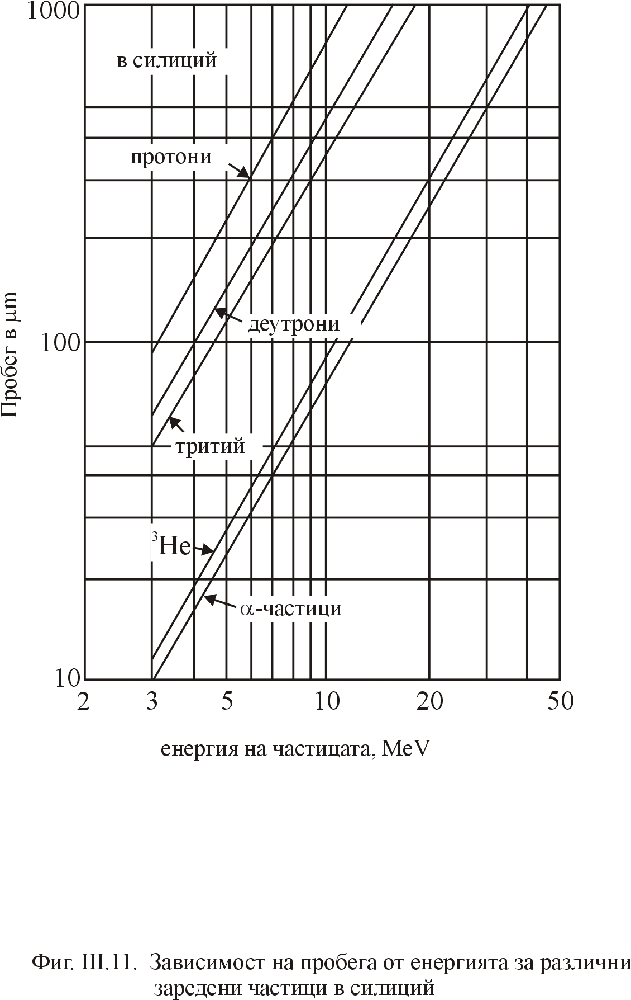 1000
в силиций
протони
деутрони
Пробег в μm
100
тритий
³He
α-частици
10
2 3 5 10 20 50
енергия на частицата, MeV
Фиг. III.11. Зависимост на пробега от енергията за различни
заредени частици в силиций